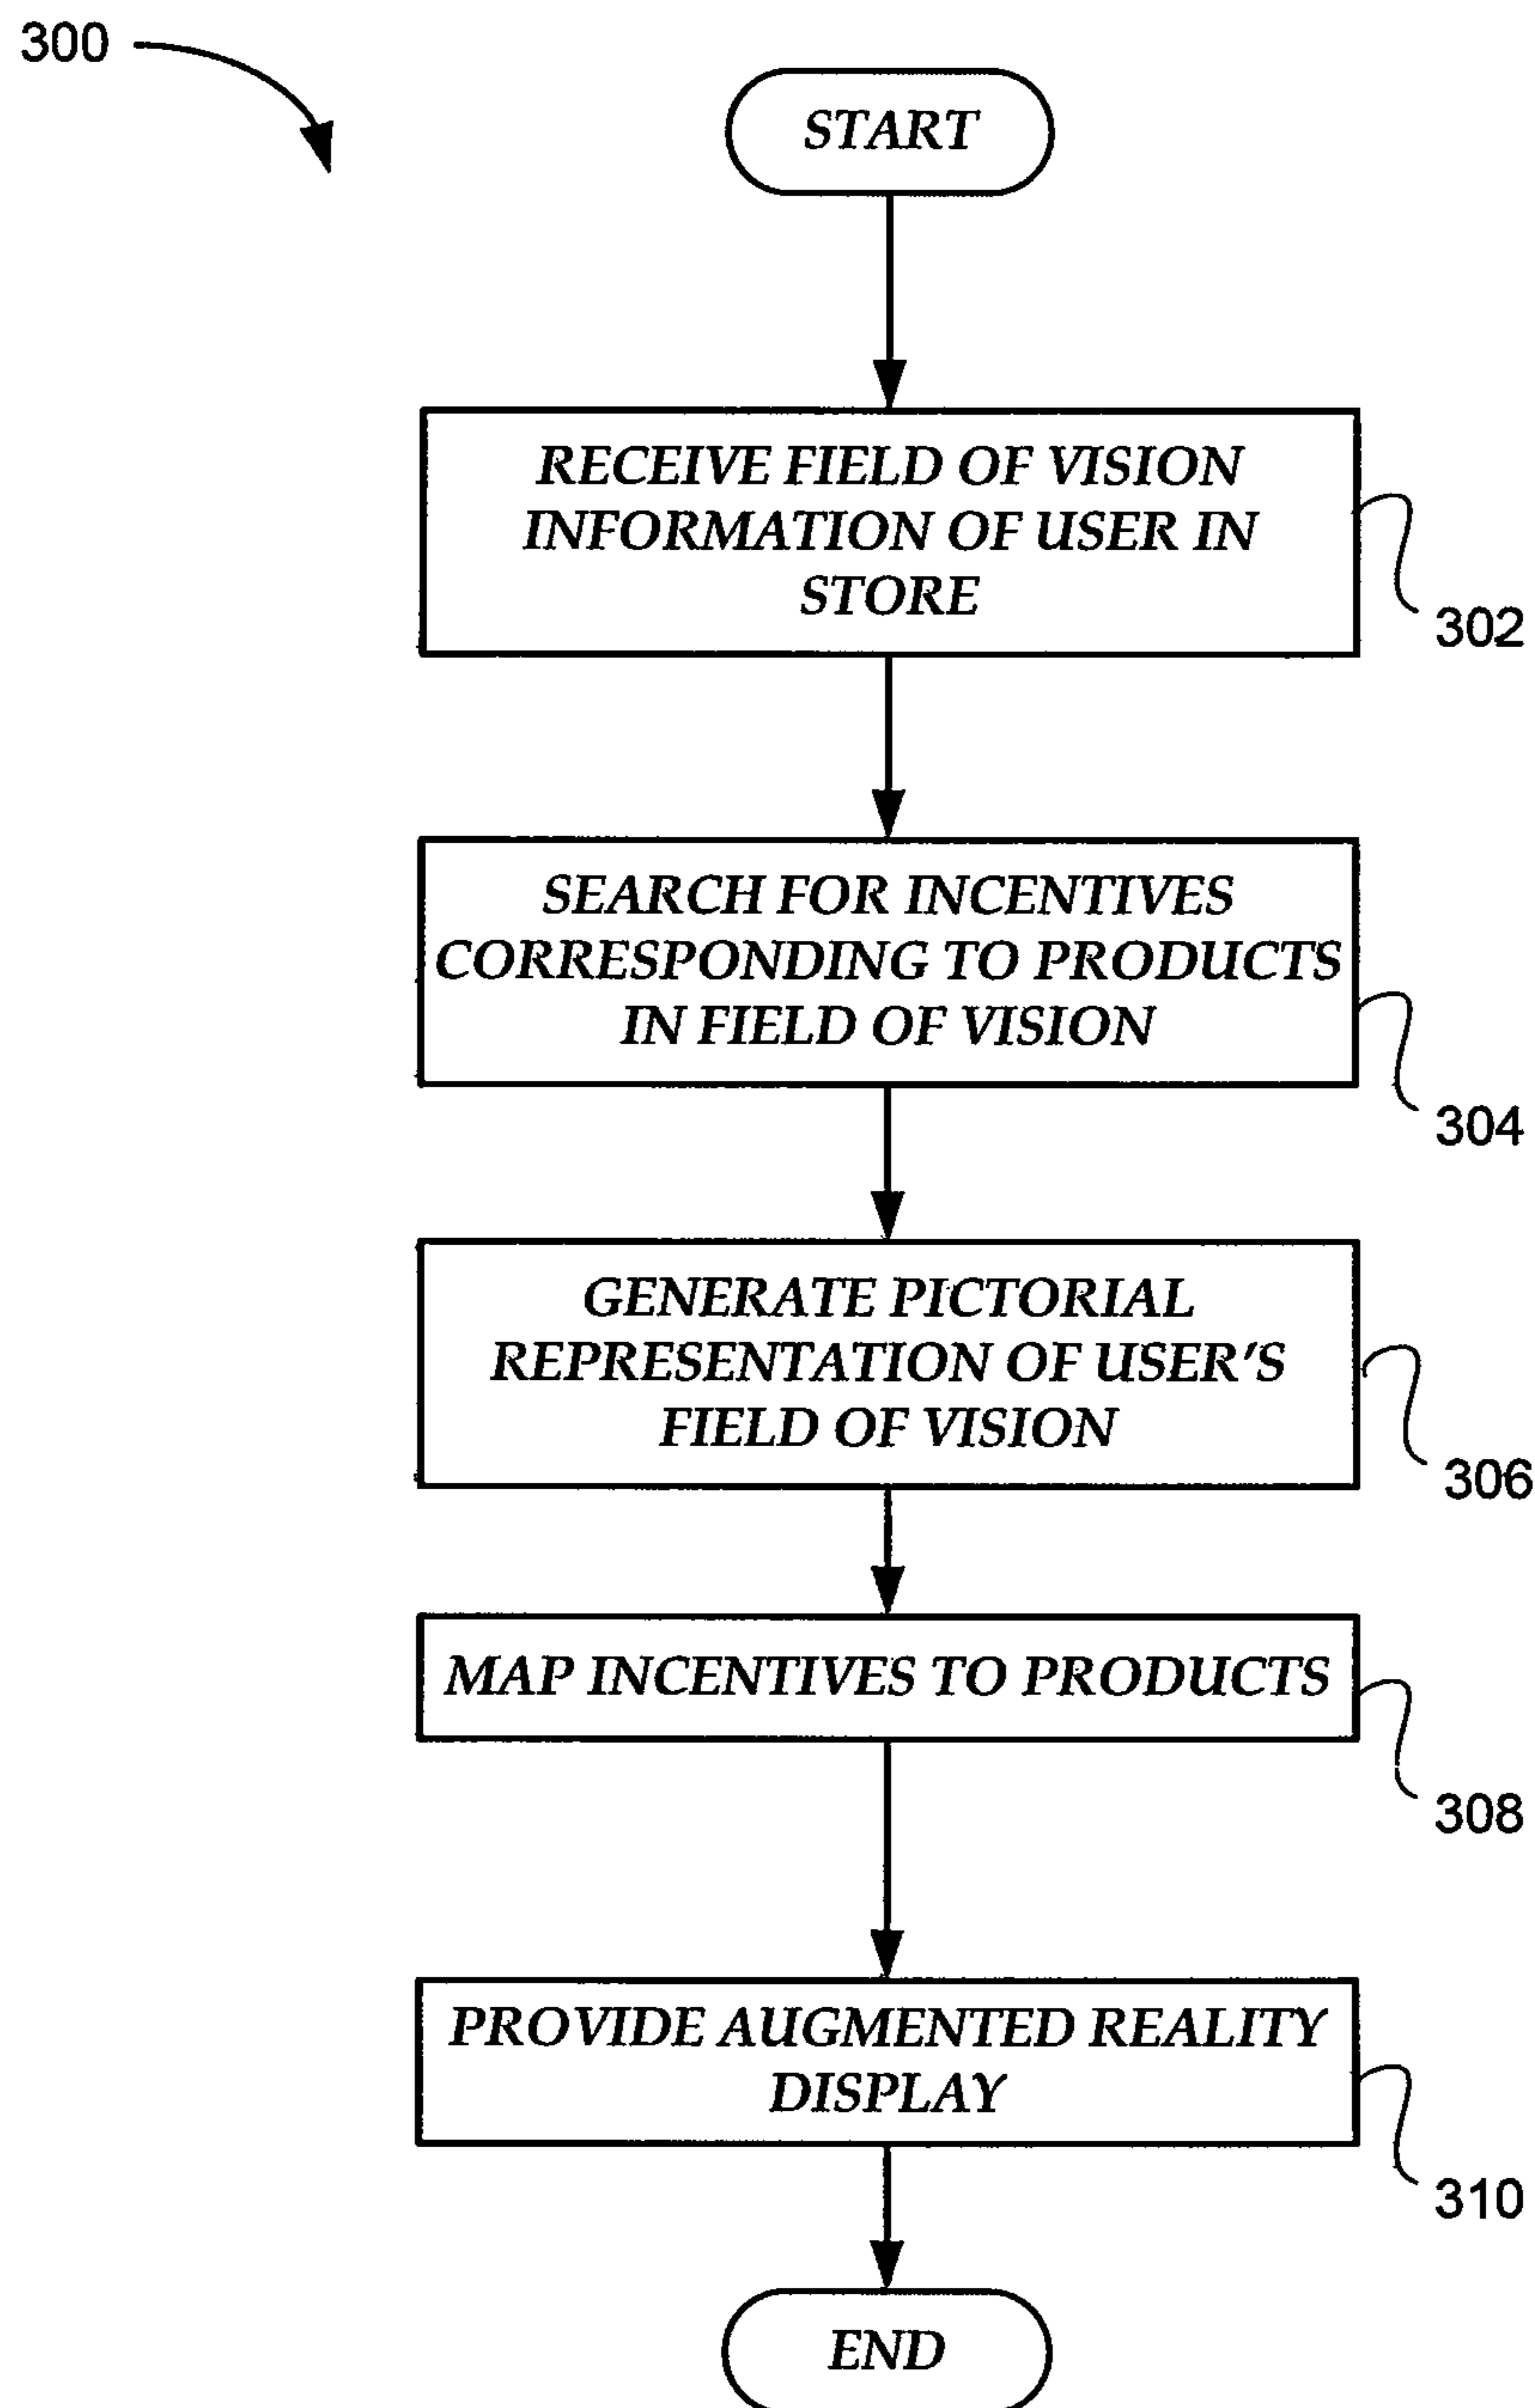 300
START
RECEIVE FIELD OF VISION
INFORMATION OF USER IN
STORE
302
SEARCH FOR INCENTIVES
CORRESPONDING TO PRODUCTS
IN FIELD OF VISION
304
GENERATE PICTORIAL
REPRESENTATION OF USER'S
FIELD OF VISION
306
MAP INCENTIVES TO PRODUCTS
308
PROVIDE AUGMENTED REALITY
DISPLAY
310
END